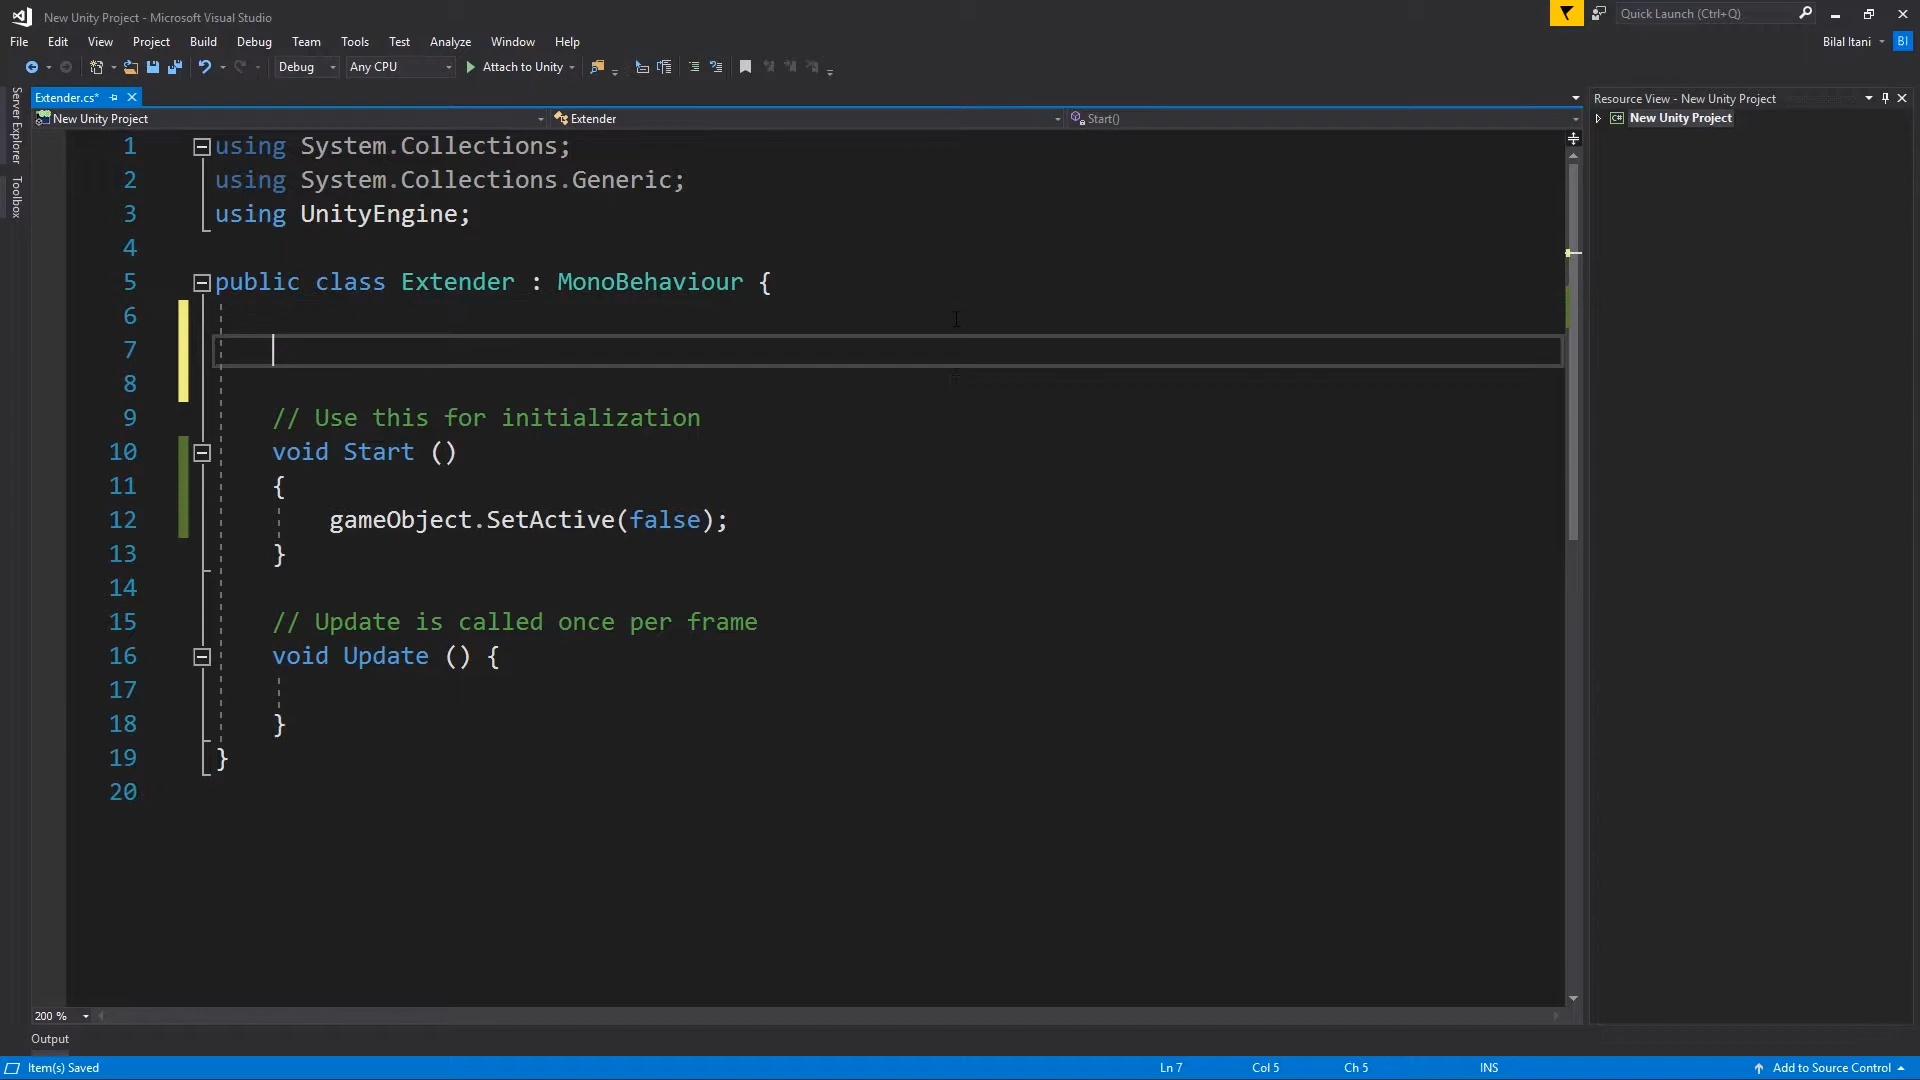 New Unity Project - Microsoft Visual Studio
Quick Launch (Ctrl+Q)
File Edit View Project Build Debug Team Tools Test Analyze Window Help
Bilal Itani BI
Debug Any CPU Attach to Unity
Server Explorer
Toolbox
Extender.cs*
New Unity Project Extender Start()
1 using System.Collections;
2 using System.Collections.Generic;
3 using UnityEngine;
4
5 public class Extender : MonoBehaviour {
6
7
8
9 // Use this for initialization
10 void Start ()
11 {
12 gameObject.SetActive(false);
13 }
14
15 // Update is called once per frame
16 void Update () {
17
18 }
19 }
20
200 %
Resource View - New Unity Project
C# New Unity Project
Output
Item(s) Saved Ln 7 Col 5 Ch 5 INS Add to Source Control